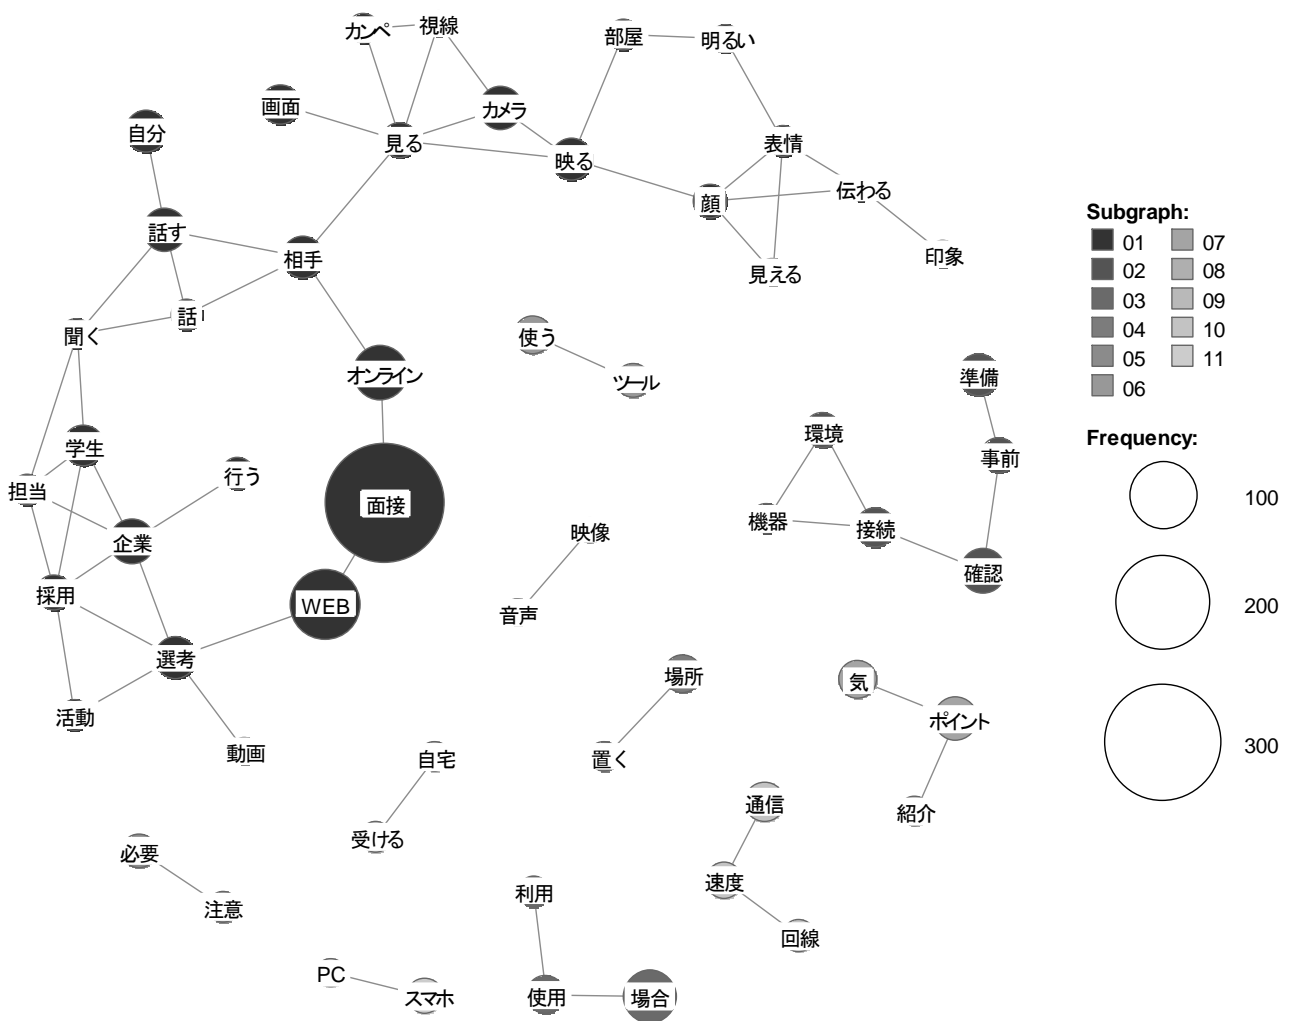 カンペ
視線
部屋
明るい
画面
カメラ
自分
見る
表情
映る
伝わる
顔
話す
相手
見える
印象
話
聞く
使う
オンライン
ツール
準備
環境
学生
事前
行う
担当
面接
機器
接続
映像
企業
確認
採用
WEB
音声
選考
場所
気
活動
ポイント
動画
自宅
置く
通信
紹介
受ける
必要
速度
利用
注意
回線
PC
スマホ
使用
場合
Subgraph:
01 07
02 08
03 09
04 10
05 11
06
Frequency:
100
200
300